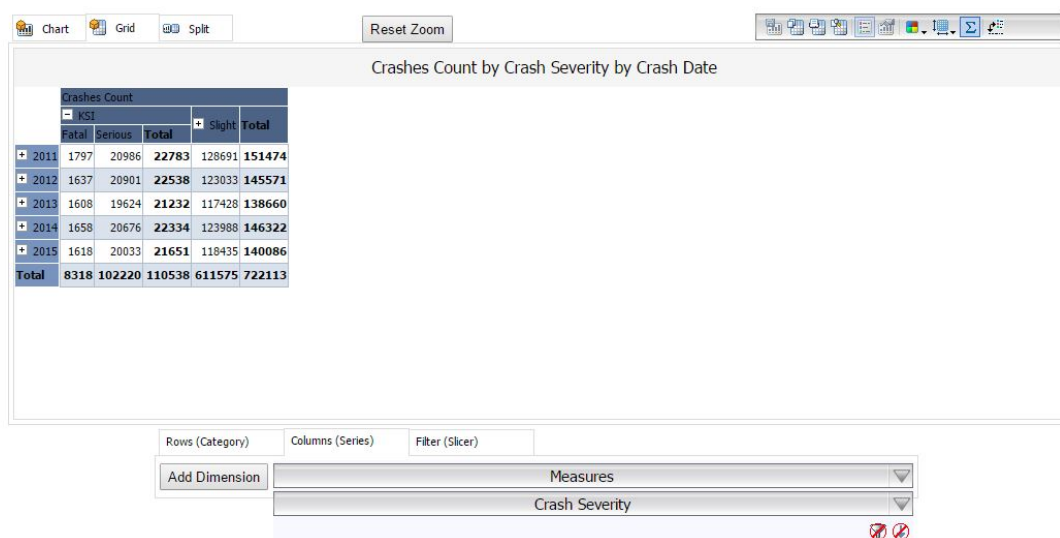 Chart Grid Split Reset Zoom
Crashes Count by Crash Severity by Crash Date
Crashes Count
KSI Slight Total
Fatal Serious Total
2011 1797 20986 22783 128691 151474
2012 1637 20901 22538 123033 145571
2013 1608 19624 21232 117428 138660
2014 1658 20676 22334 123988 146322
2015 1618 20033 21651 118435 140086
Total 8318 102220 110538 611575 722113
Rows (Category) Columns (Series) Filter (Slicer)
Add Dimension Measures
Crash Severity